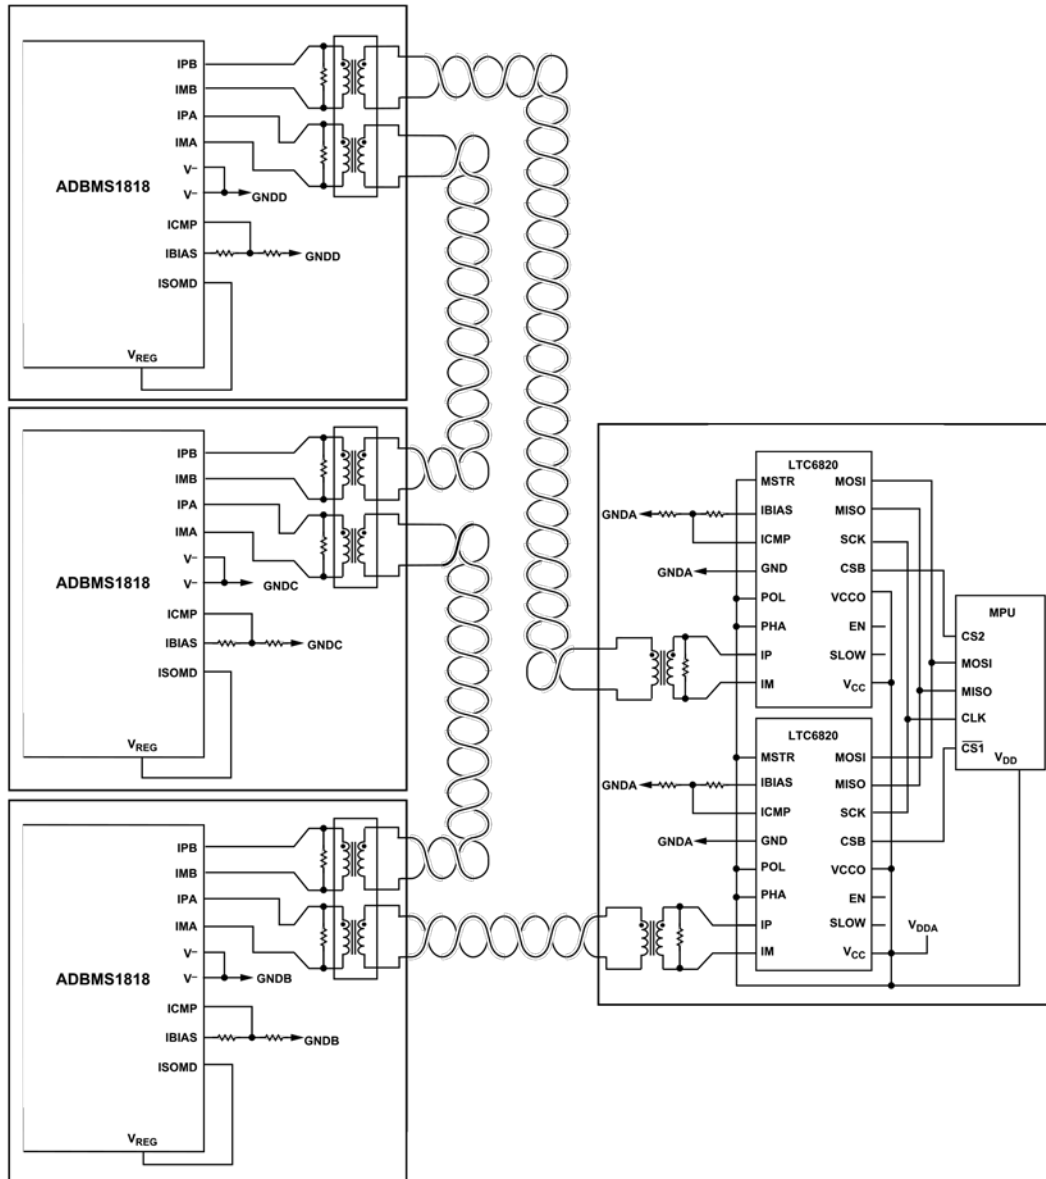 IPB
IMB
IPA
IMA
V–
V–
GNDD
ICMP
IBIAS
GNDD
ISOMD
ADBMS1818
VREG
IPB
IMB
IPA
IMA
V–
V–
GNDC
ICMP
IBIAS
GNDC
ISOMD
ADBMS1818
VREG
IPB
IMB
IPA
IMA
V–
V–
GNDB
ICMP
IBIAS
GNDB
ISOMD
ADBMS1818
VREG
LTC6820
MSTR
MOSI
GNDA
IBIAS
MISO
ICMP
SCK
GNDA
GND
CSB
POL
VCCO
PHA
EN
IP
SLOW
IM
VCC
MPU
CS2
MOSI
MISO
CLK
CS1
VDD
LTC6820
MSTR
MOSI
GNDA
IBIAS
MISO
ICMP
SCK
GNDA
GND
CSB
POL
VCCO
PHA
EN
IP
SLOW
IM
VCC
VDDA